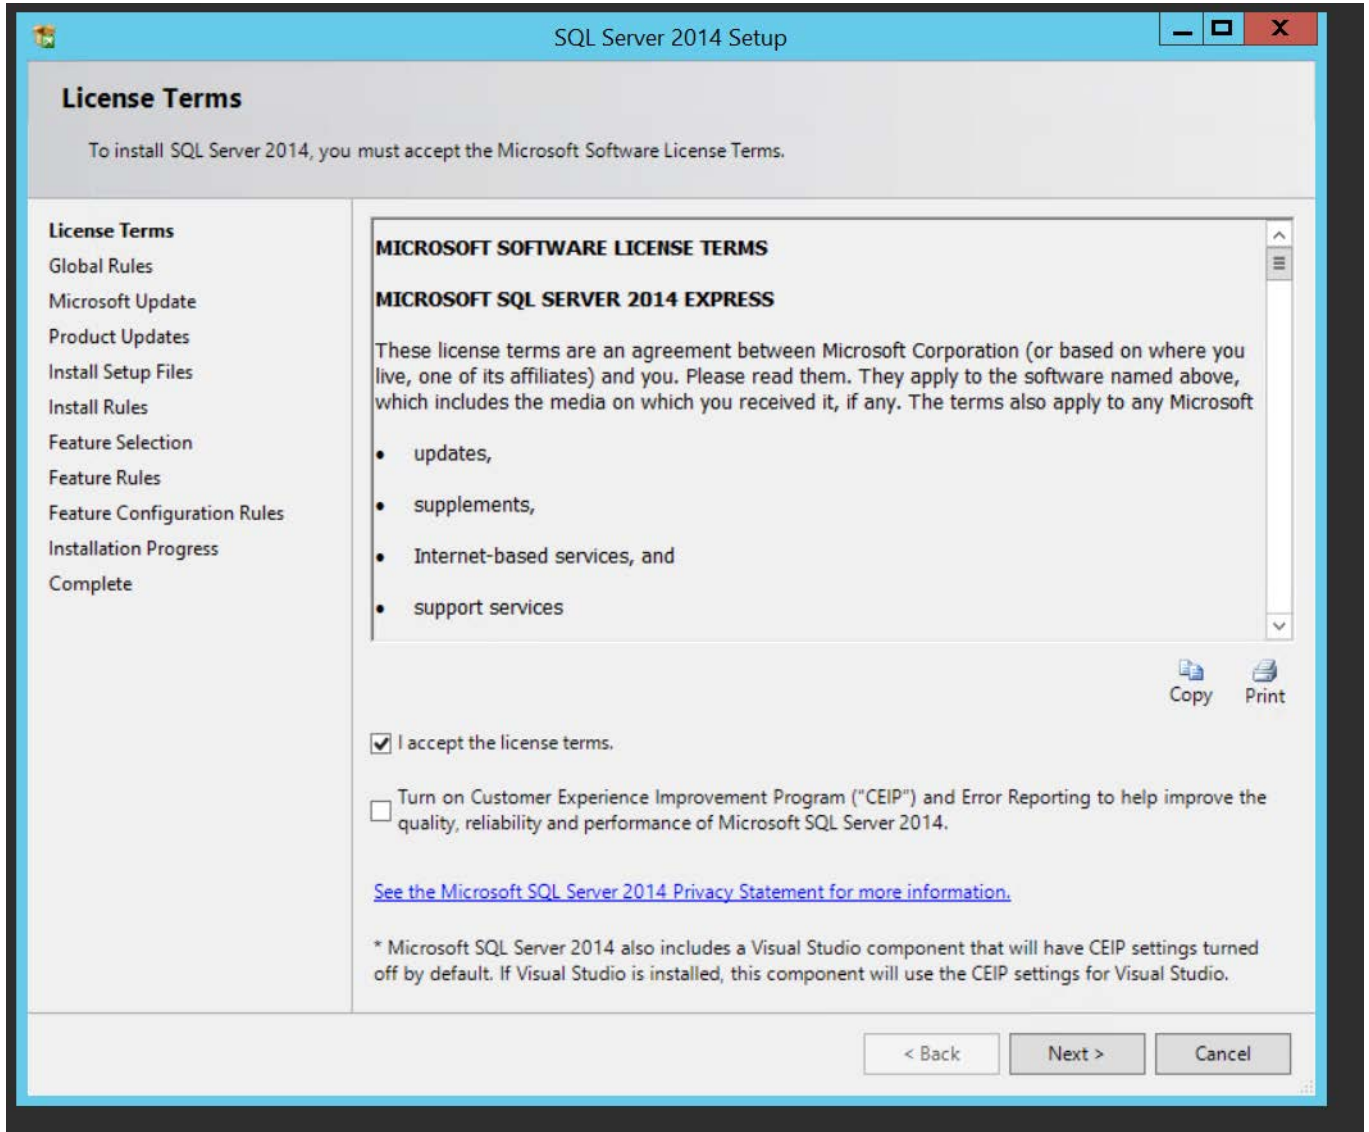 SQL Server 2014 Setup
License Terms
To install SQL Server 2014, you must accept the Microsoft Software License Terms.
License Terms
Global Rules
Microsoft Update
Product Updates
Install Setup Files
Install Rules
Feature Selection
Feature Rules
Feature Configuration Rules
Installation Progress
Complete
MICROSOFT SOFTWARE LICENSE TERMS
MICROSOFT SQL SERVER 2014 EXPRESS
These license terms are an agreement between Microsoft Corporation (or based on where you
live, one of its affiliates) and you. Please read them. They apply to the software named above,
which includes the media on which you received it, if any. The terms also apply to any Microsoft
• updates,
• supplements,
• Internet-based services, and
• support services
Copy Print
I accept the license terms.
Turn on Customer Experience Improvement Program ("CEIP") and Error Reporting to help improve the
quality, reliability and performance of Microsoft SQL Server 2014.
See the Microsoft SQL Server 2014 Privacy Statement for more information.
* Microsoft SQL Server 2014 also includes a Visual Studio component that will have CEIP settings turned
off by default. If Visual Studio is installed, this component will use the CEIP settings for Visual Studio.
< Back Next > Cancel